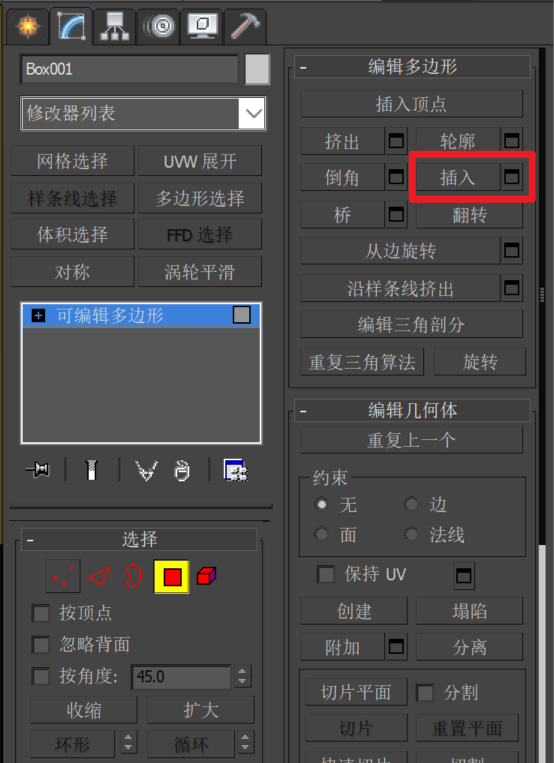 Box001
修改器列表
网格选择 UVW 展开
样条线选择 多边形选择
体积选择 FFD 选择
对称 涡轮平滑
可编辑多边形
选择
按顶点
忽略背面
按角度: 45.0
收缩 扩大
环形 循环
编辑多边形
插入顶点
挤出 轮廓
倒角 插入
桥 翻转
从边旋转
沿样条线挤出
编辑三角剖分
重复三角算法 旋转
编辑几何体
重复上一个
约束
无 边
面 法线
保持 UV
创建 塌陷
附加 分离
切片平面 分割
切片 重置平面
快速切片 切割